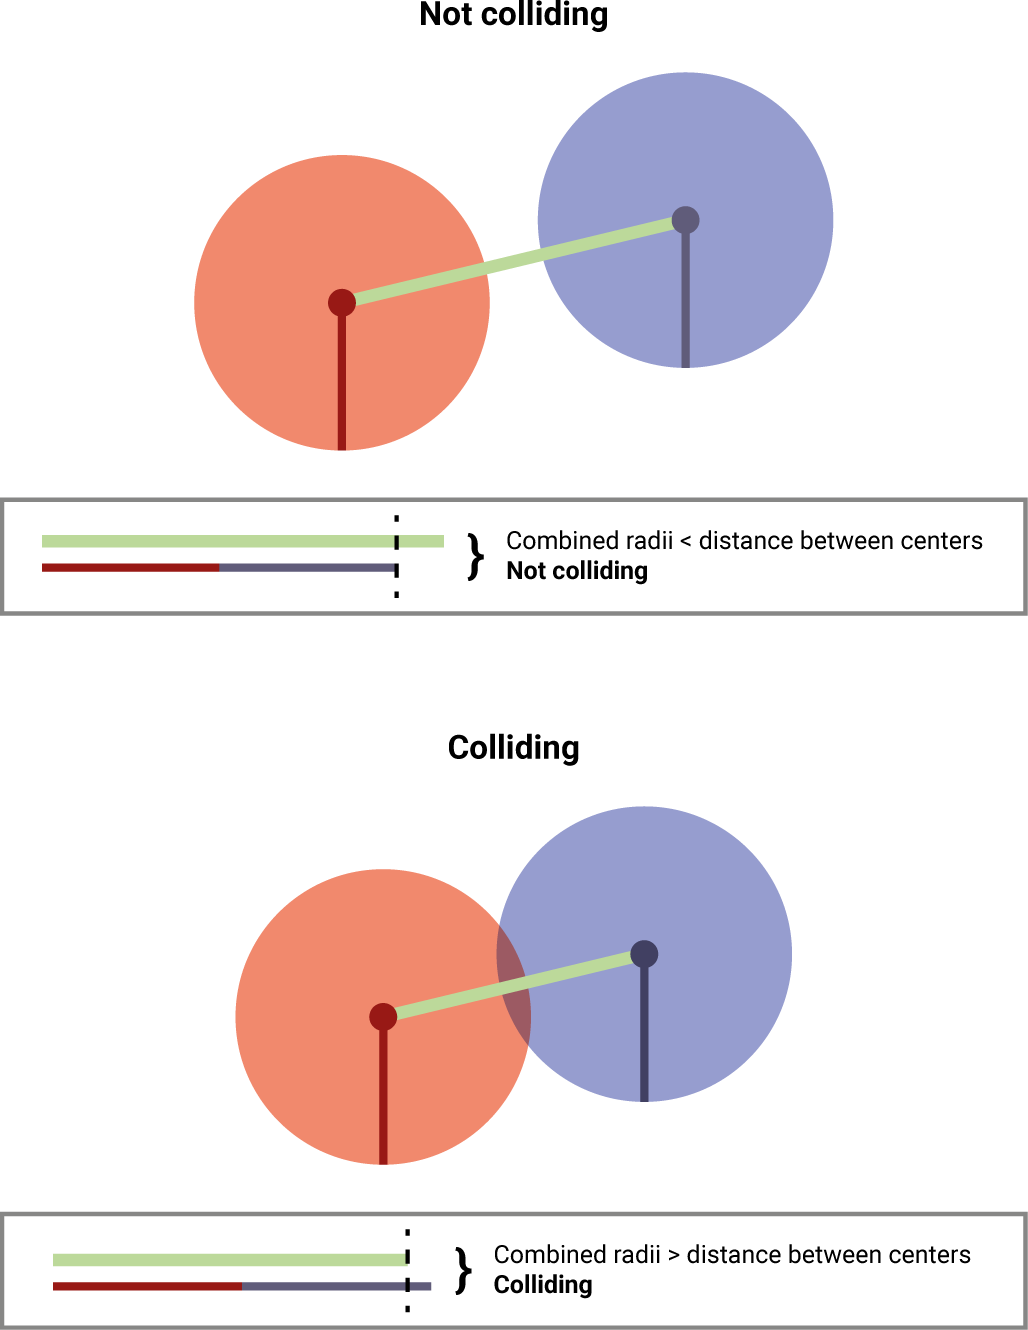 Not colliding
Combined radii < distance between centers
Not colliding
Colliding
Combined radii > distance between centers
Colliding